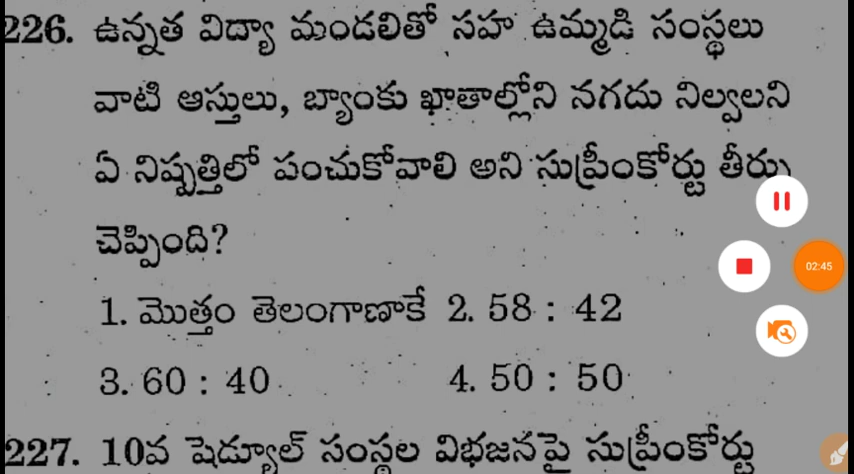 226. ఉన్నత విద్యా మండలితో సహ ఉమ్మడి సంస్థలు
వాటి ఆస్తులు, బ్యాంకు ఖాతాల్లోని నగదు నిల్వలని
ఏ నిష్పత్తిలో పంచుకోవాలి అని సుప్రీంకోర్టు తీర్పు
చెప్పింది?
1. మొత్తం తెలంగాణాకే 2. 58 : 42
3. 60 : 40 4. 50 : 50
02:45
227. 10వ షెడ్యూల్ సంస్థల విభజనపై సుప్రీంకోర్టు